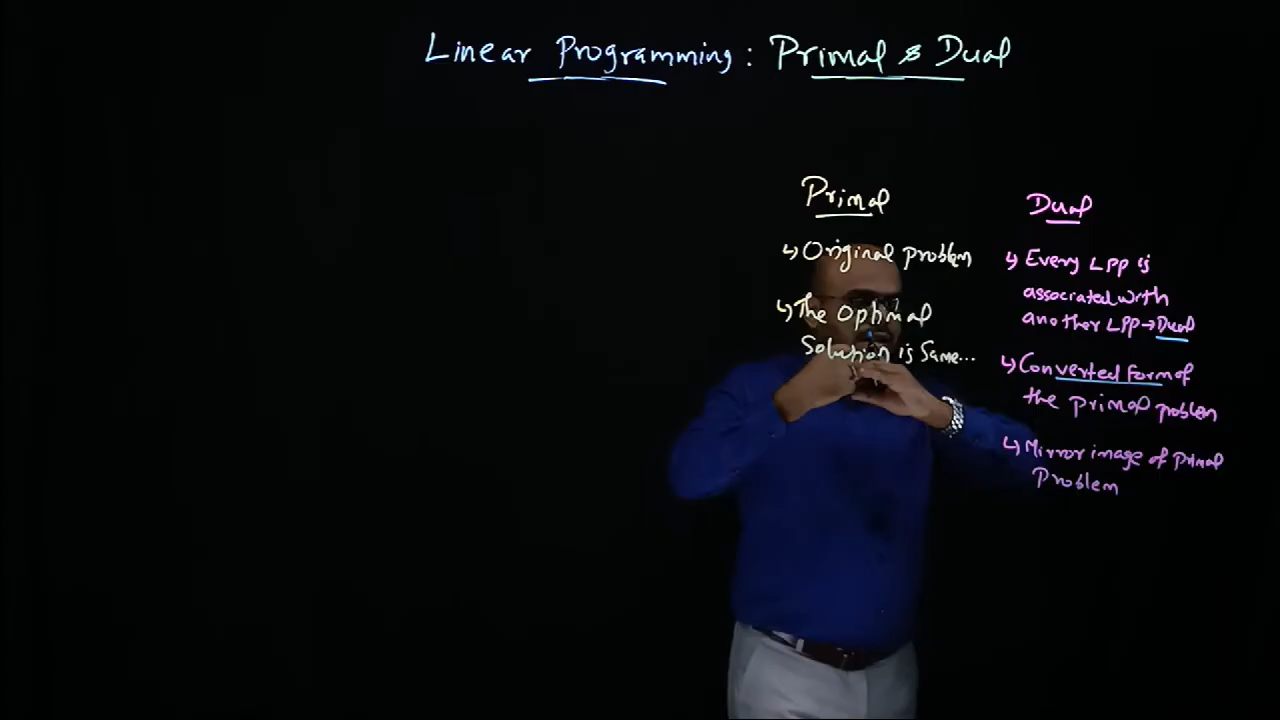 Linear Programming: Primal & Dual
Primal
↳ Original problem
↳ The Optimal
Solution is Same...
Dual
↳ Every LPP is
associated with
another LPP→Dual
↳ Converted form of
the primal problem
↳ Mirror image of primal
Problem